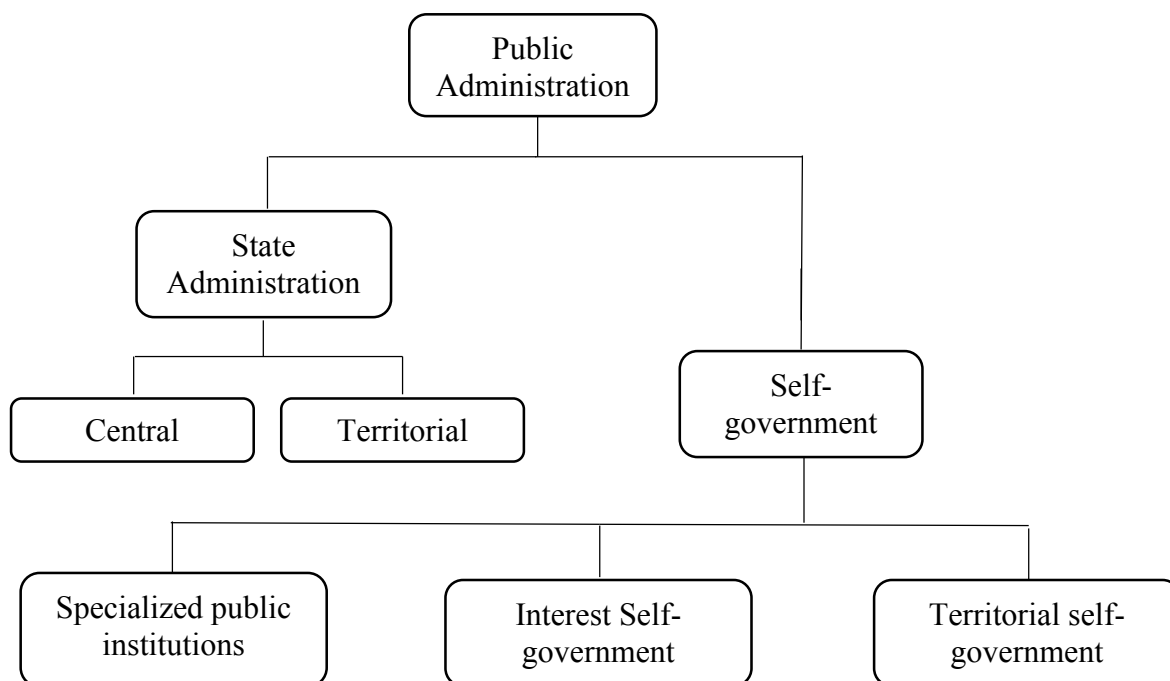 Public
Administration
State
Administration
Central
Territorial
Self-
government
Specialized public
institutions
Interest Self-
government
Territorial self-
government